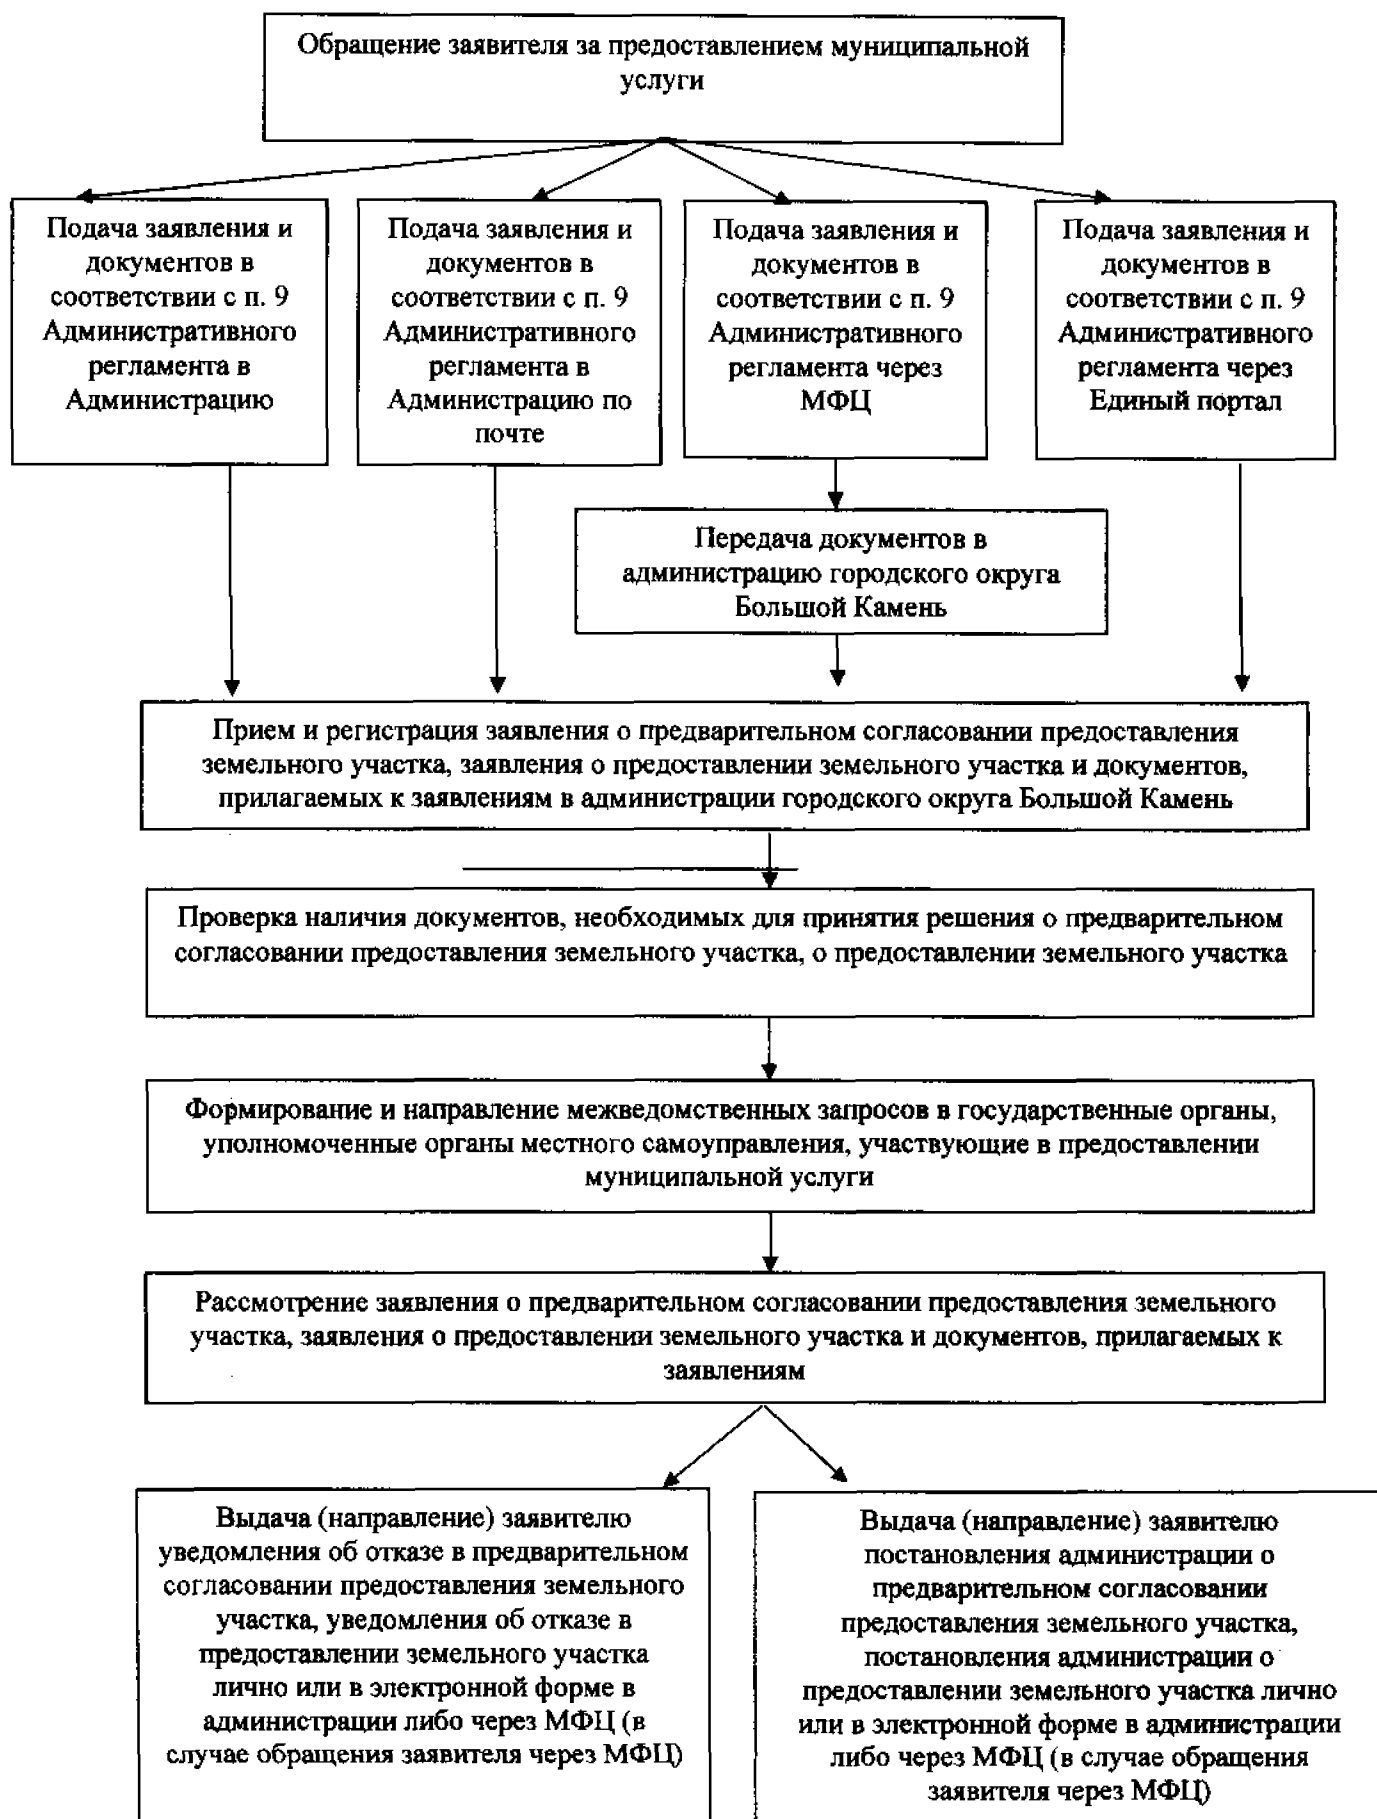 Обращение заявителя за предоставлением муниципальной
услуги
Подача заявления и
документов в
соответствии с п. 9
Административного
регламента в
Администрацию
Подача заявления и
документов в
соответствии с п. 9
Административного
регламента в
Администрацию по
почте
Подача заявления и
документов в
соответствии с п. 9
Административного
регламента через
МФЦ
Подача заявления и
документов в
соответствии с п. 9
Административного
регламента через
Единый портал
Передача документов в
администрацию городского округа
Большой Камень
Прием и регистрация заявления о предварительном согласовании предоставления
земельного участка, заявления о предоставлении земельного участка и документов,
прилагаемых к заявлениям в администрации городского округа Большой Камень
Проверка наличия документов, необходимых для принятия решения о предварительном
согласовании предоставления земельного участка, о предоставлении земельного участка
Формирование и направление межведомственных запросов в государственные органы,
уполномоченные органы местного самоуправления, участвующие в предоставлении
муниципальной услуги
Рассмотрение заявления о предварительном согласовании предоставления земельного
участка, заявления о предоставлении земельного участка и документов, прилагаемых к
заявлениям
Выдача (направление) заявителю
уведомления об отказе в предварительном
согласовании предоставления земельного
участка, уведомления об отказе в
предоставлении земельного участка
лично или в электронной форме в
администрации либо через МФЦ (в
случае обращения заявителя через МФЦ)
Выдача (направление) заявителю
постановления администрации о
предварительном согласовании
предоставления земельного участка,
постановления администрации о
предоставлении земельного участка лично
или в электронной форме в администрации
либо через МФЦ (в случае обращения
заявителя через МФЦ)